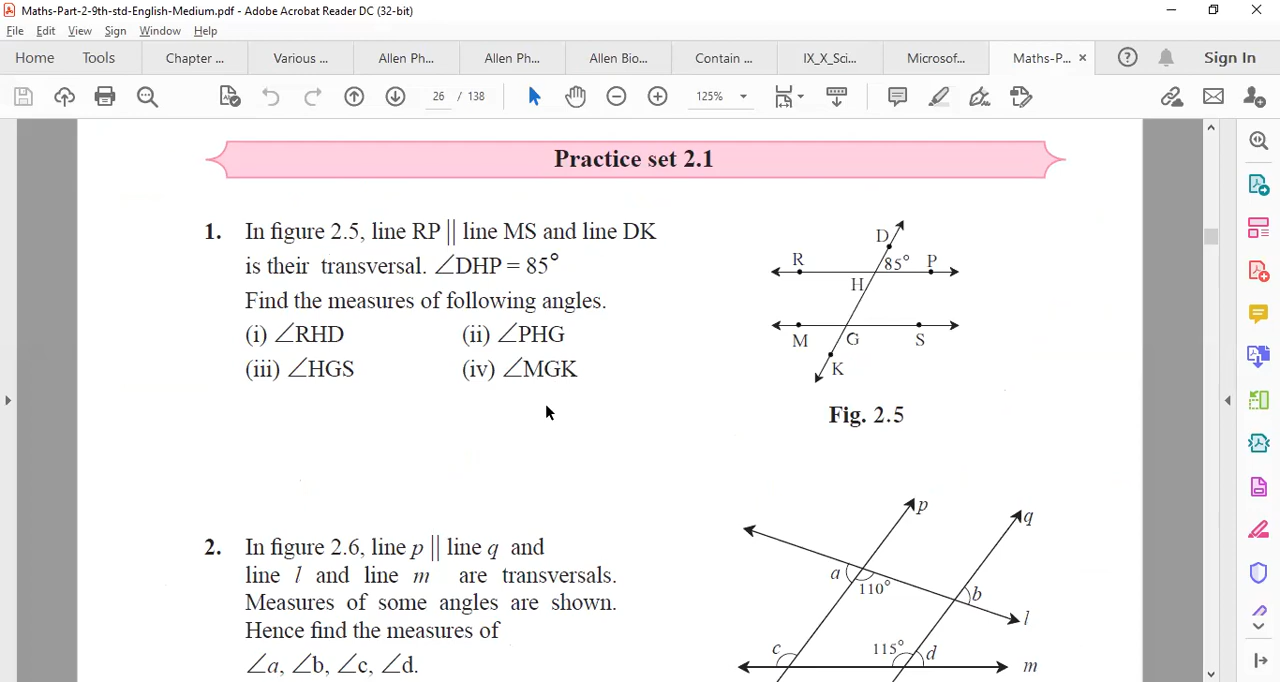 Maths-Part-2-9th-std-English-Medium.pdf - Adobe Acrobat Reader DC (32-bit)
File Edit View Sign Window Help
Home Tools Chapter ... Various ... Allen Ph... Allen Ph... Allen Bio... Contain ... IX_X_Sci... Microsof... Maths-P... × ? Sign In
26 / 138 125%
Practice set 2.1
1. In figure 2.5, line RP || line MS and line DK
is their transversal. ∠DHP = 85°
Find the measures of following angles.
(i) ∠RHD (ii) ∠PHG
(iii) ∠HGS (iv) ∠MGK
D
R 85° P
H
M G S
K
Fig. 2.5
2. In figure 2.6, line p || line q and
line l and line m are transversals.
Measures of some angles are shown.
Hence find the measures of
∠a, ∠b, ∠c, ∠d.
p
q
a 110° b
l
c 115° d m